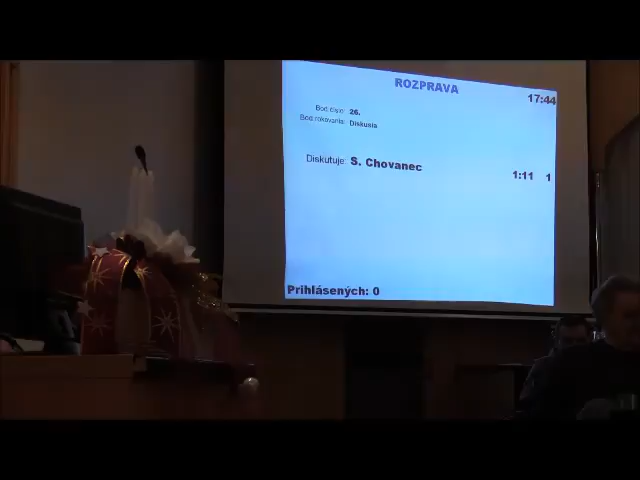 ROZPRAVA
17:44
Bod číslo: 26.
Bod rokovania: Diskusia
Diskutuje: S. Chovanec 1:11 1
Prihlásených: 0